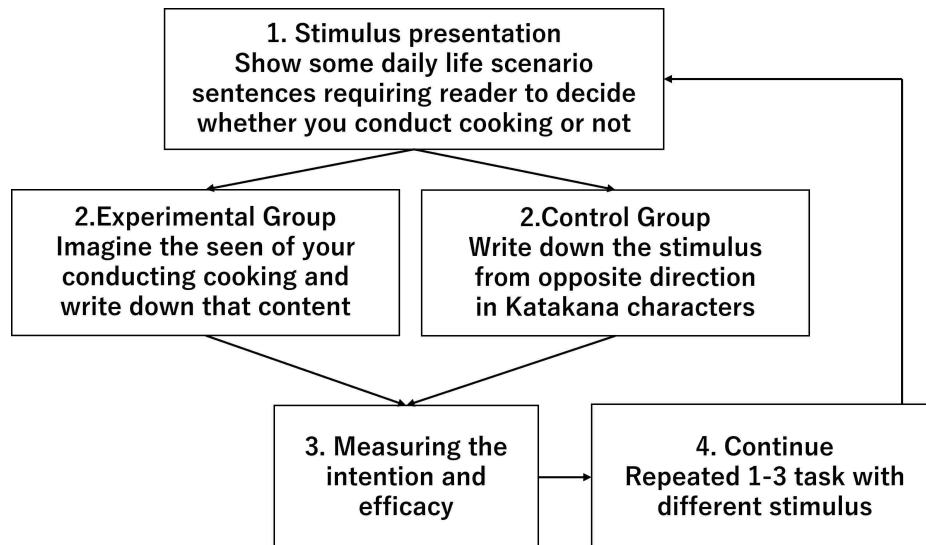 1. Stimulus presentation
Show some daily life scenario
sentences requiring reader to decide
whether you conduct cooking or not
2.Experimental Group
Imagine the seen of your
conducting cooking and
write down that content
2.Control Group
Write down the stimulus
from opposite direction
in Katakana characters
3. Measuring the
intention and
efficacy
4. Continue
Repeated 1-3 task with
different stimulus